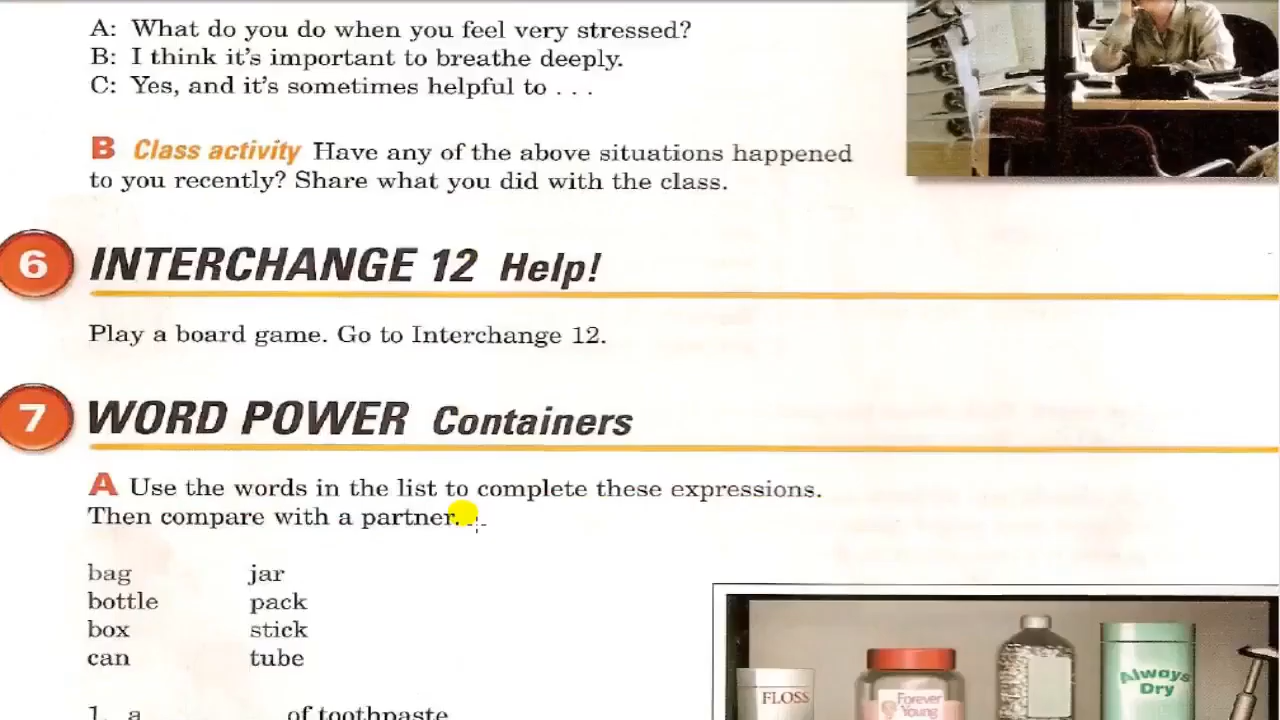 A: What do you do when you feel very stressed?
B: I think it's important to breathe deeply.
C: Yes, and it's sometimes helpful to . . .
B Class activity Have any of the above situations happened
to you recently? Share what you did with the class.
6 INTERCHANGE 12 Help!
Play a board game. Go to Interchange 12.
7 WORD POWER Containers
A Use the words in the list to complete these expressions.
Then compare with a partner.
bag jar
bottle pack
box stick
can tube
1. a of toothpaste
FLOSS
Forever
Young
Always
Dry